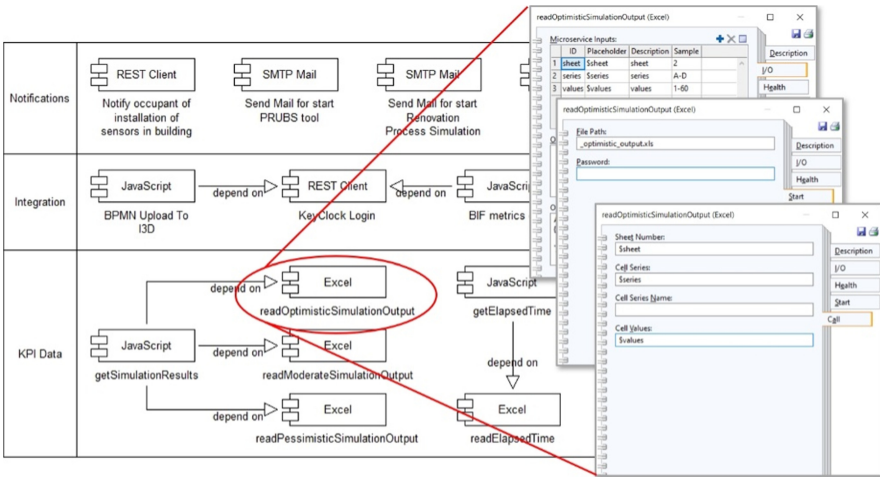 Notifications
REST Client
Notify occupant of
installation of
sensors in building
SMTP Mail
Send Mail for start
PRUBS tool
SMTP Mail
Send Mail for start
Renovation
Process Simulation
Integration
JavaScript
BPMN Upload To
I3D
depend on
REST Client
KeyClock Login
depend on
BIF metrics
KPI Data
JavaScript
getSimulationResults
depend on
Excel
readOptimisticSimulationOutput
depend on
Excel
readModerateSimulationOutput
depend on
Excel
readPessimisticSimulationOutput
JavaScript
getElapsedTime
depend on
Excel
readElapsedTime
readOptimisticSimulationOutput (Excel)
Microservice Inputs:
ID Placeholder Description Sample
1 sheet $sheet sheet 2
2 series $series series A-D
3 values $values values 1-60
Description
I/O
Health
readOptimisticSimulationOutput (Excel)
File Path:
_optimistic_output.xls
Password:
Description
I/O
Health
Start
readOptimisticSimulationOutput (Excel)
Sheet Number:
$sheet
Cell Series:
$series
Cell Series Name:
Cell Values:
$values
Description
I/O
Health
Start
Call